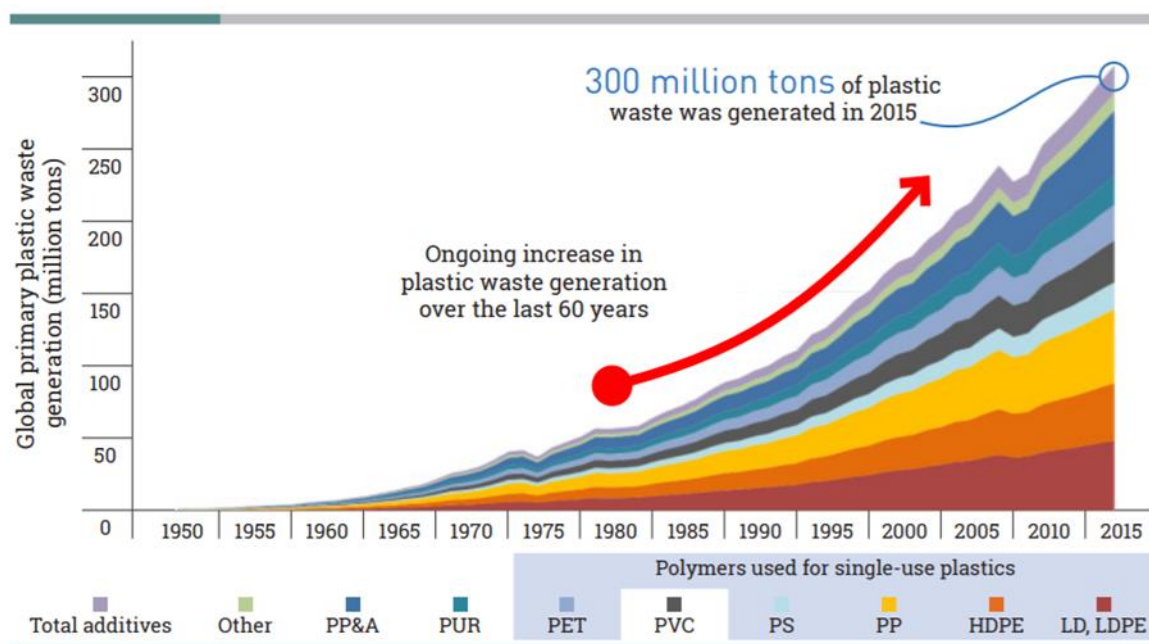 300 million tons of plastic
waste was generated in 2015
Ongoing increase in
plastic waste generation
over the last 60 years
Global primary plastic waste
generation (million tons)
300
250
200
150
100
50
0
1950 1955 1960 1965 1970 1975 1980 1985 1990 1995 2000 2005 2010 2015
Polymers used for single-use plastics
Total additives Other PP&A PUR PET PVC PS PP HDPE LD, LDPE